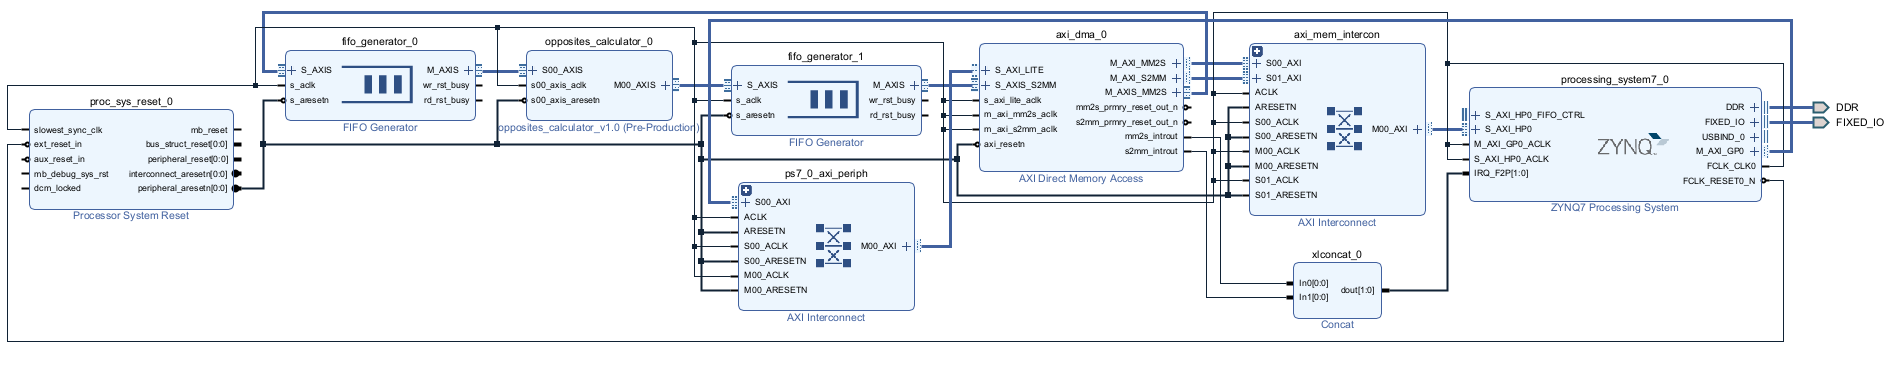 proc_sys_reset_0
slowest_sync_clk
ext_reset_in
aux_reset_in
mb_debug_sys_rst
dcm_locked
mb_reset
bus_struct_reset[0:0]
peripheral_reset[0:0]
interconnect_aresetn[0:0]
peripheral_aresetn[0:0]
Processor System Reset
fifo_generator_0
S_AXIS
s_aclk
s_aresetn
M_AXIS
wr_rst_busy
rd_rst_busy
FIFO Generator
opposites_calculator_0
S00_AXIS
s00_axis_aclk
s00_axis_aresetn
M00_AXIS
opposites_calculator_v1.0 (Pre-Production)
fifo_generator_1
S_AXIS
s_aclk
s_aresetn
M_AXIS
wr_rst_busy
rd_rst_busy
FIFO Generator
ps7_0_axi_periph
S00_AXI
ACLK
ARESETN
S00_ACLK
S00_ARESETN
M00_ACLK
M00_ARESETN
M00_AXI
AXI Interconnect
axi_dma_0
S_AXI_LITE
S_AXIS_S2MM
s_axi_lite_aclk
m_axi_mm2s_aclk
m_axi_s2mm_aclk
axi_resetn
M_AXI_MM2S
M_AXI_S2MM
M_AXIS_MM2S
mm2s_prmry_reset_out_n
s2mm_prmry_reset_out_n
mm2s_introut
s2mm_introut
AXI Direct Memory Access
axi_mem_intercon
S00_AXI
S01_AXI
ACLK
ARESETN
S00_ACLK
S00_ARESETN
M00_ACLK
M00_ARESETN
S01_ACLK
S01_ARESETN
M00_AXI
AXI Interconnect
xlconcat_0
In0[0:0]
In1[0:0]
dout[1:0]
Concat
processing_system7_0
S_AXI_HP0_FIFO_CTRL
S_AXI_HP0
M_AXI_GP0_ACLK
S_AXI_HP0_ACLK
IRQ_F2P[1:0]
ZYNQ
DDR
FIXED_IO
USBIND_0
M_AXI_GP0
FCLK_CLK0
FCLK_RESET0_N
ZYNQ7 Processing System
DDR
FIXED_IO